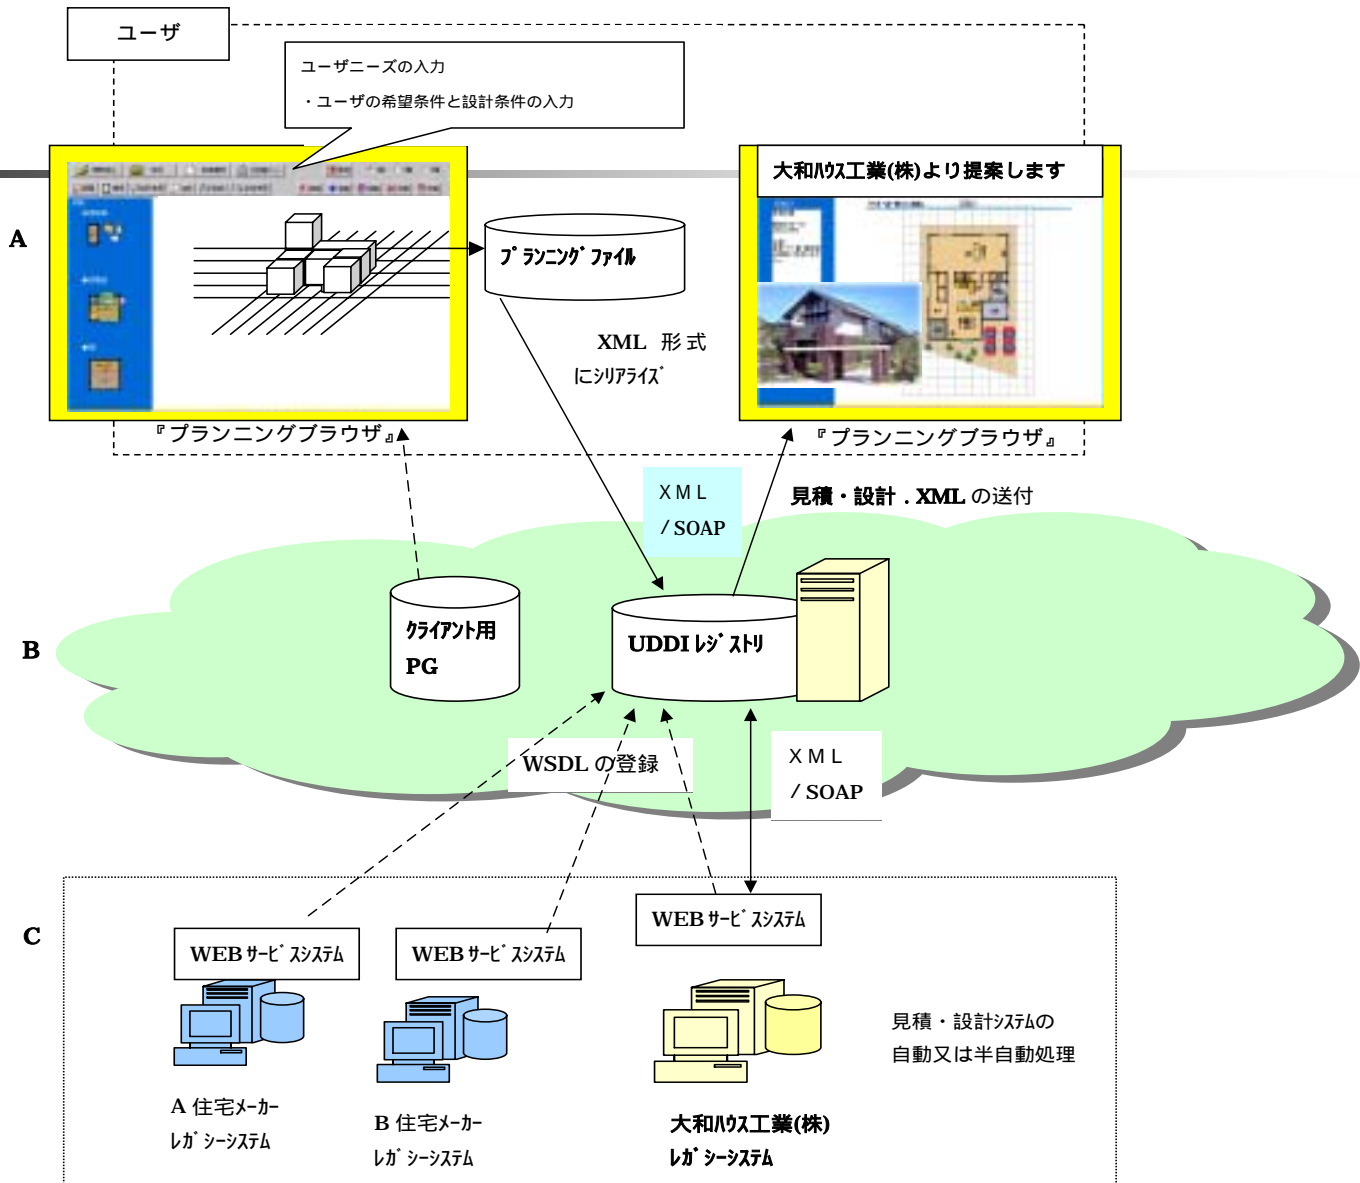 ユーザ
ユーザニーズの入力
・ユーザの希望条件と設計条件の入力
大和ﾊｳｽ工業(株)より提案します
A
ﾌﾟﾗﾝﾆﾝｸﾞﾌｧｲﾙ
XML 形式
にｼﾘｱﾗｲｽﾞ
『プランニングブラウザ』
『プランニングブラウザ』
ＸＭＬ
/SOAP
見積・設計．XML の送付
B
ｸﾗｲｱﾝﾄ用
PG
UDDI ﾚｼﾞｽﾄﾘ
WSDL の登録
ＸＭＬ
/SOAP
C
WEB ｻｰﾋﾞｽｼｽﾃﾑ
WEB ｻｰﾋﾞｽｼｽﾃﾑ
WEB ｻｰﾋﾞｽｼｽﾃﾑ
見積・設計ｼｽﾃﾑの
自動又は半自動処理
A 住宅ﾒｰｶｰ
ﾚｶﾞｼｰｼｽﾃﾑ
B 住宅ﾒｰｶｰ
ﾚｶﾞｼｰｼｽﾃﾑ
大和ﾊｳｽ工業(株)
ﾚｶﾞｼｰｼｽﾃﾑ